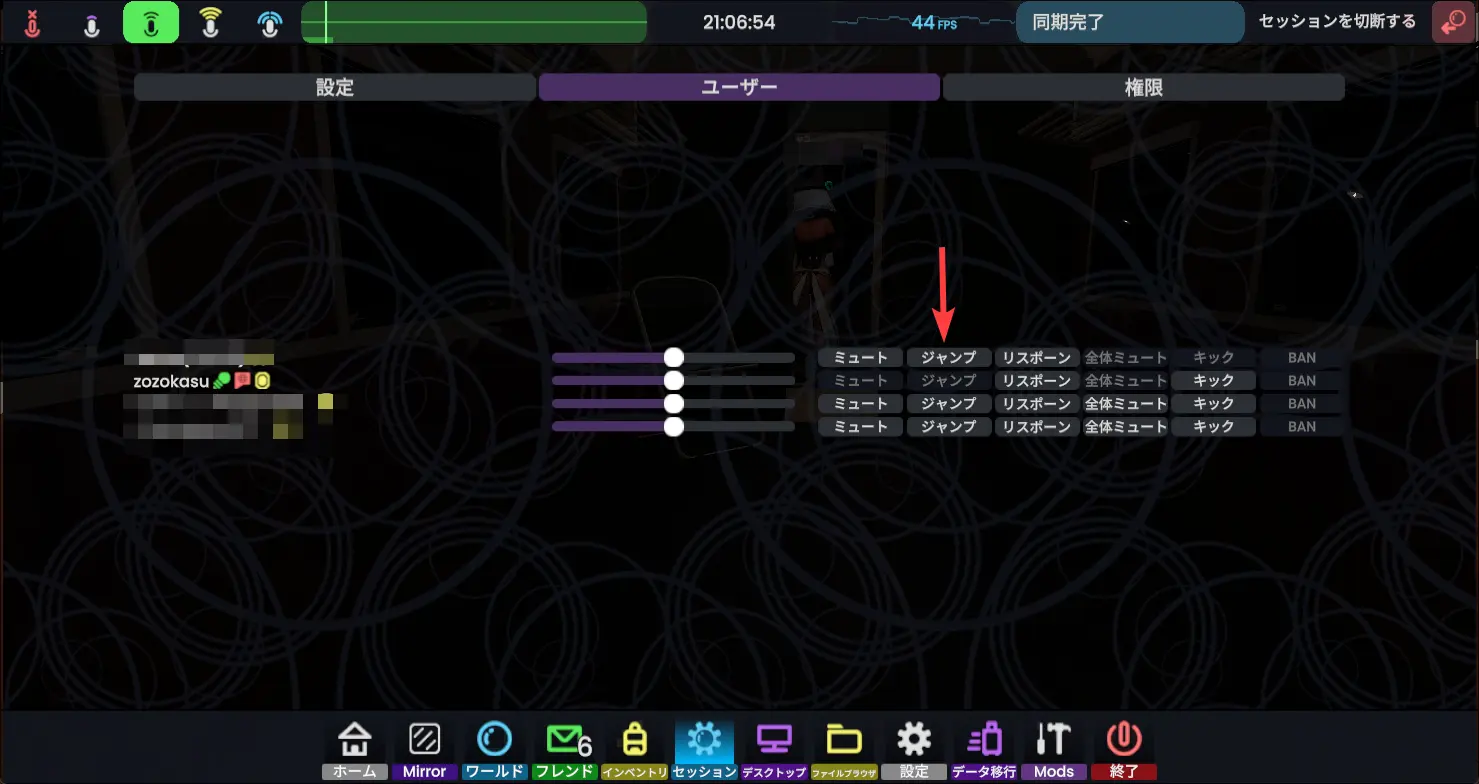 21:06:54 44 FPS 同期完了 セッションを切断する
設定 ユーザー 権限
ミュート ジャンプ リスポーン 全体ミュート キック BAN
zozokasu ミュート ジャンプ リスポーン 全体ミュート キック BAN
ミュート ジャンプ リスポーン 全体ミュート キック BAN
ミュート ジャンプ リスポーン 全体ミュート キック BAN
6
ホーム Mirror ワールド フレンド インベントリ セッション デスクトップ ファイルブラウザ 設定 データ移行 Mods 終了